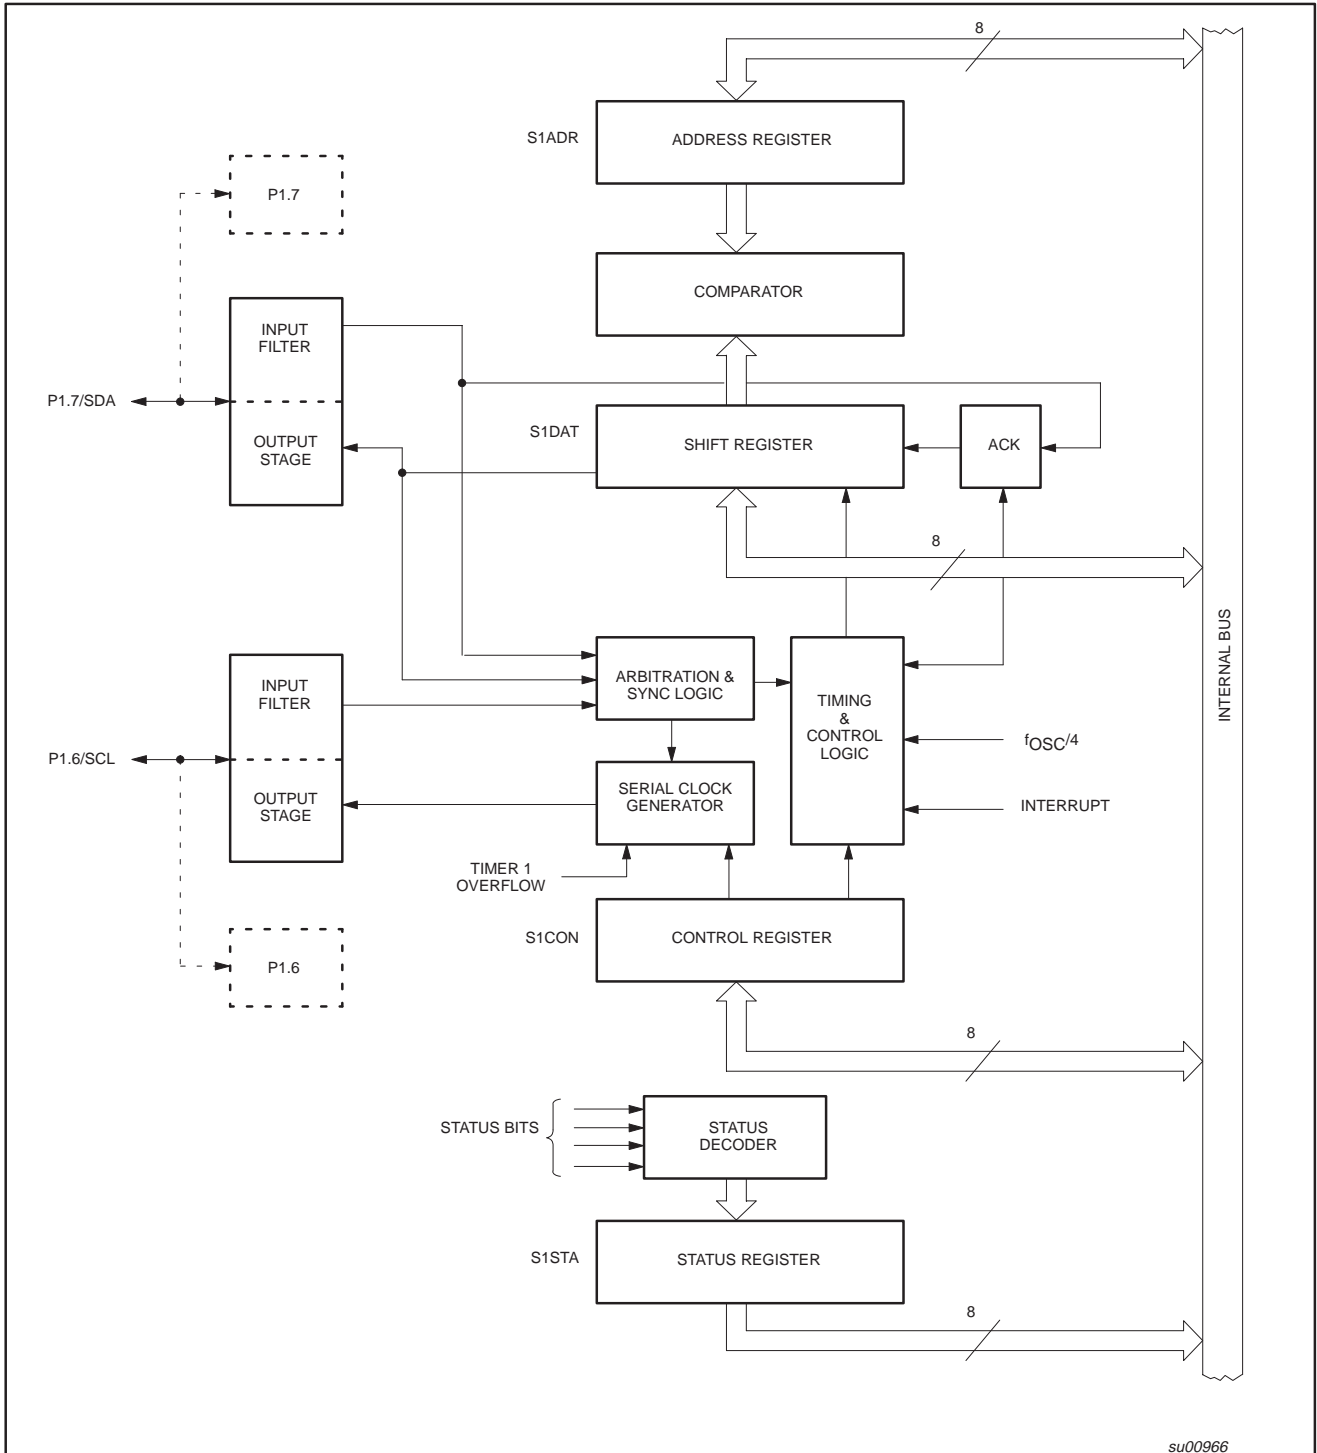 8
S1ADR
ADDRESS REGISTER
P1.7
COMPARATOR
INPUT
FILTER
P1.7/SDA
OUTPUT
STAGE
S1DAT
SHIFT REGISTER
ACK
8
INTERNAL BUS
INPUT
FILTER
ARBITRATION &
SYNC LOGIC
TIMING
&
CONTROL
LOGIC
fOSC/4
P1.6/SCL
OUTPUT
STAGE
SERIAL CLOCK
GENERATOR
INTERRUPT
TIMER 1
OVERFLOW
S1CON
CONTROL REGISTER
P1.6
8
STATUS BITS
STATUS
DECODER
S1STA
STATUS REGISTER
8
su00966